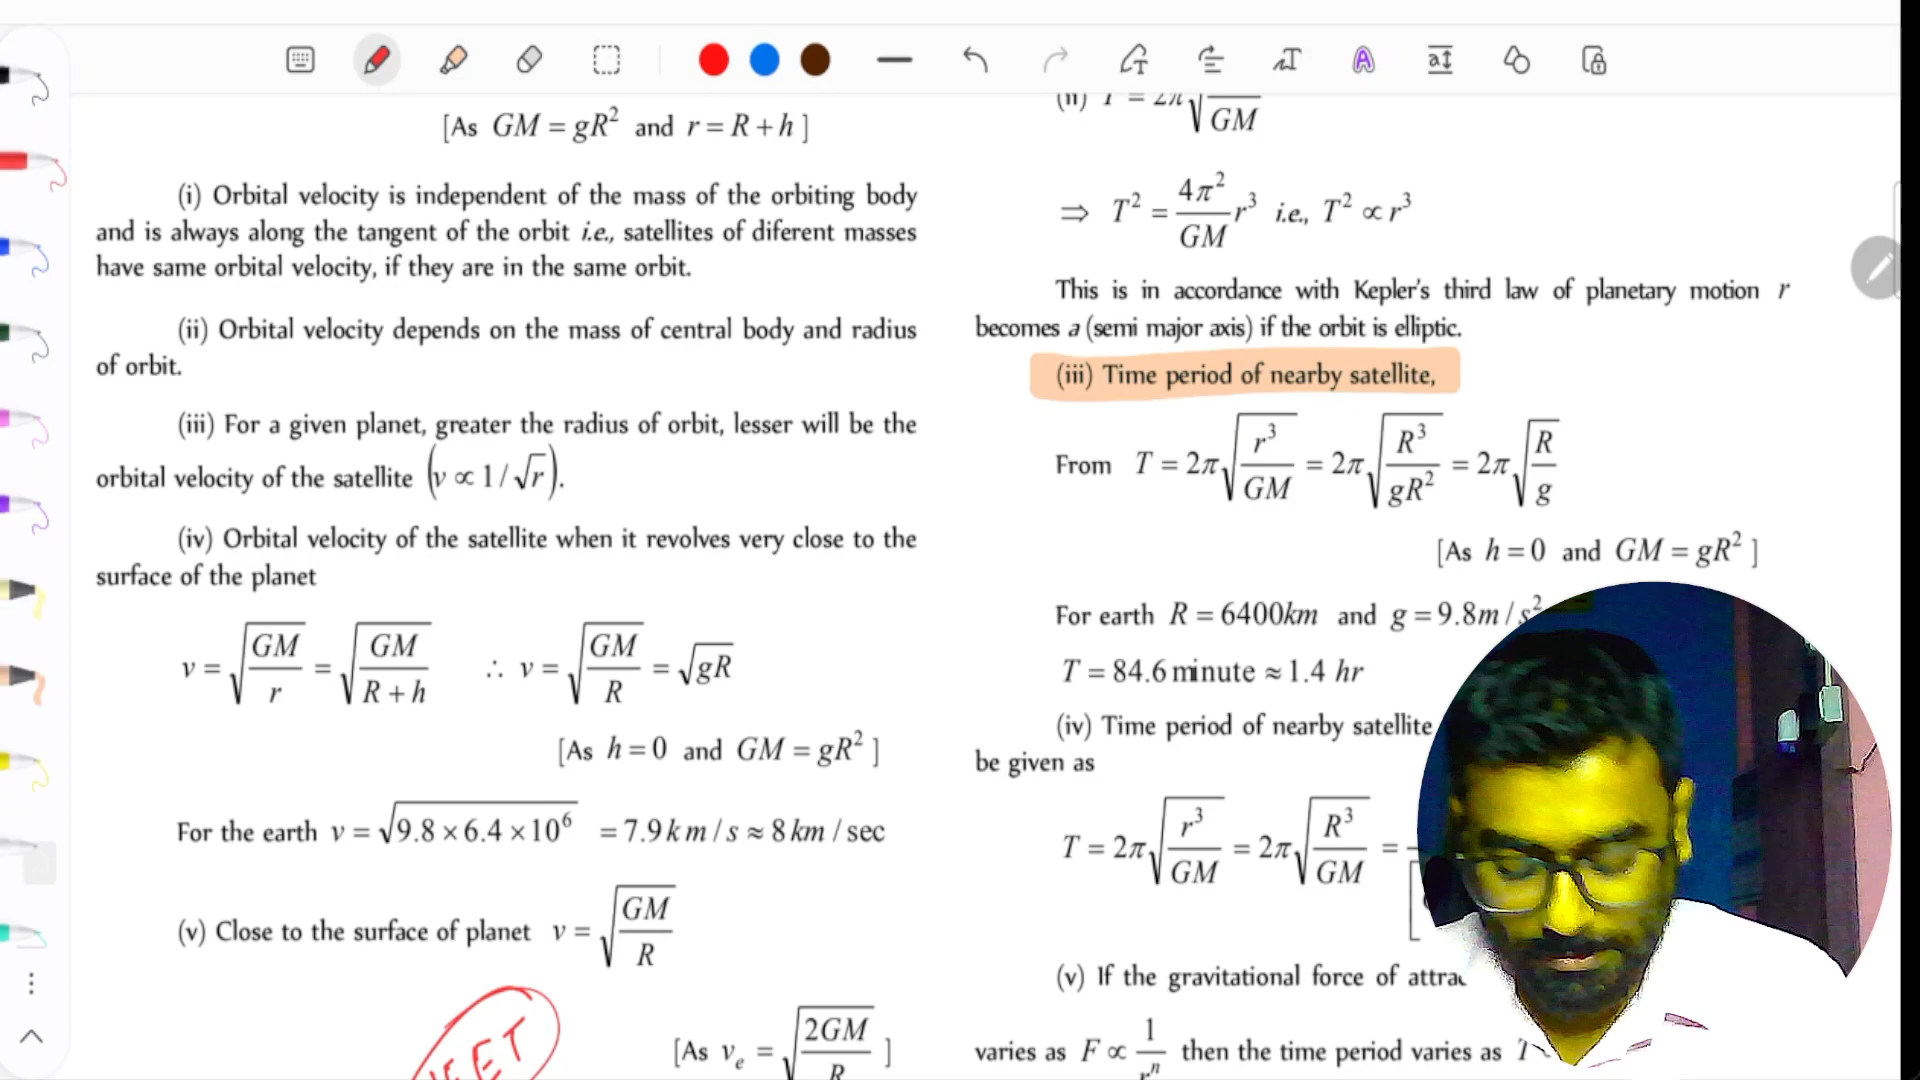 [As GM = gR² and r = R + h ]
(i) Orbital velocity is independent of the mass of the orbiting body
and is always along the tangent of the orbit i.e., satellites of diferent masses
have same orbital velocity, if they are in the same orbit.
(ii) Orbital velocity depends on the mass of central body and radius
of orbit.
(iii) For a given planet, greater the radius of orbit, lesser will be the
orbital velocity of the satellite (v ∝ 1/√r).
(iv) Orbital velocity of the satellite when it revolves very close to the
surface of the planet
v = √(GM/r) = √(GM/(R + h)) ∴ v = √(GM/R) = √gR
[As h = 0 and GM = gR² ]
For the earth v = √(9.8 × 6.4 × 10⁶) = 7.9 km/s ≈ 8 km/sec
(v) Close to the surface of planet v = √(GM/R)
[As vₑ = √(2GM/R) ]
(ii) T = 2π√( /GM)
⇒ T² = (4π²/GM) r³ i.e., T² ∝ r³
This is in accordance with Kepler's third law of planetary motion r
becomes a (semi major axis) if the orbit is elliptic.
(iii) Time period of nearby satellite,
From T = 2π√(r³/GM) = 2π√(R³/gR²) = 2π√(R/g)
[As h = 0 and GM = gR² ]
For earth R = 6400km and g = 9.8m/s²
T = 84.6 minute ≈ 1.4 hr
(iv) Time period of nearby satellite
be given as
T = 2π√(r³/GM) = 2π√(R³/GM) =
(v) If the gravitational force of
varies as F ∝ 1/rⁿ then the time period varies as